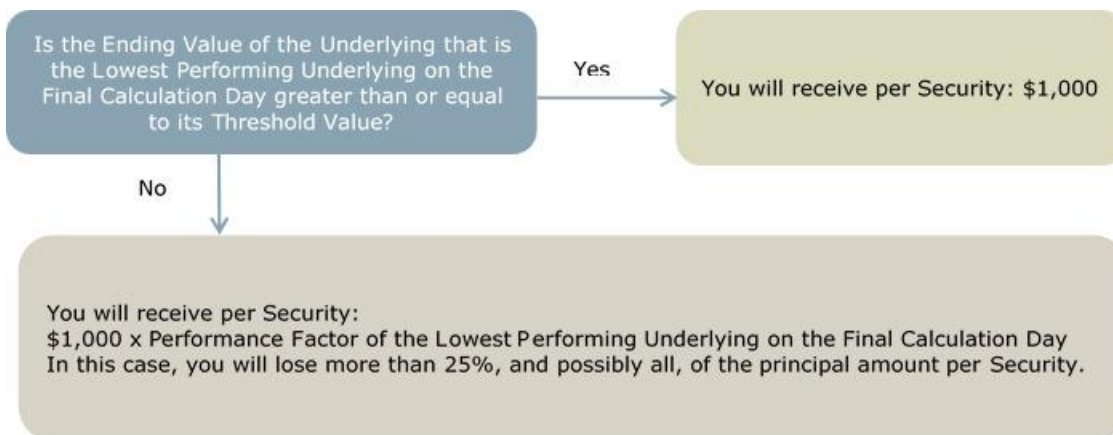 Is the Ending Value of the Underlying that is
the Lowest Performing Underlying on the
Final Calculation Day greater than or equal
to its Threshold Value?
Yes
You will receive per Security: $1,000
No
You will receive per Security:
$1,000 x Performance Factor of the Lowest Performing Underlying on the Final Calculation Day
In this case, you will lose more than 25%, and possibly all, of the principal amount per Security.